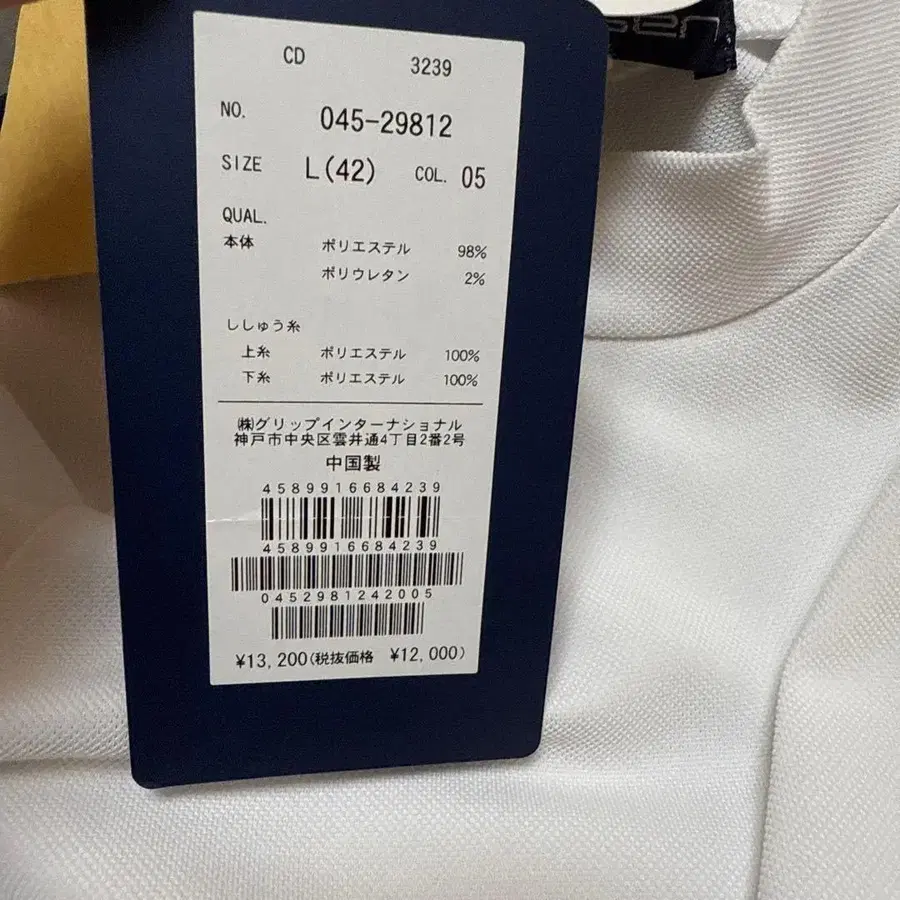 CD 3239
NO. 045-29812
SIZE L(42) COL. 05
QUAL.
本体 ポリエステル 98%
ポリウレタン 2%
ししゅう糸
上糸 ポリエステル 100%
下糸 ポリエステル 100%
㈱グリップインターナショナル
神戸市中央区雲井通4丁目2番2号
中国製
4589916684239
4589916684239
0452981242005
¥13,200(税抜価格 ¥12,000)